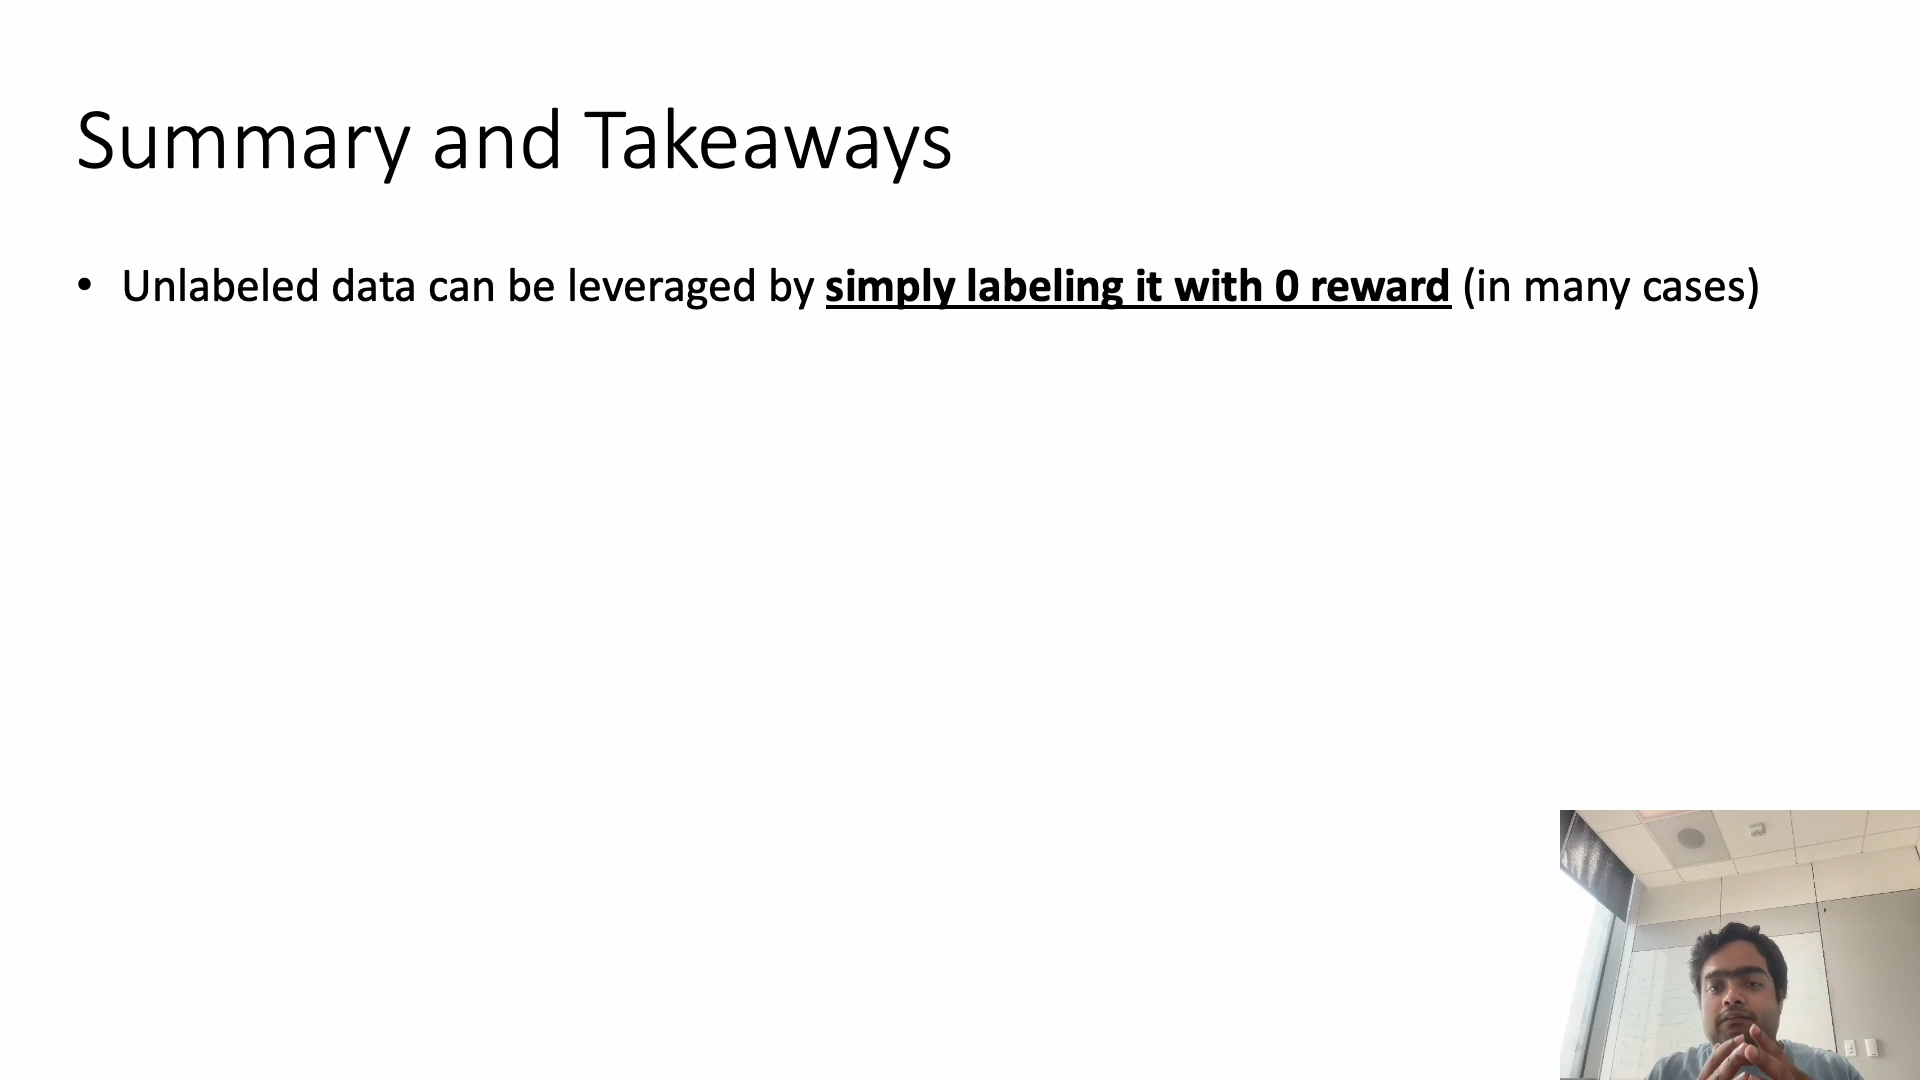 Summary and Takeaways
• Unlabeled data can be leveraged by simply labeling it with 0 reward (in many cases)